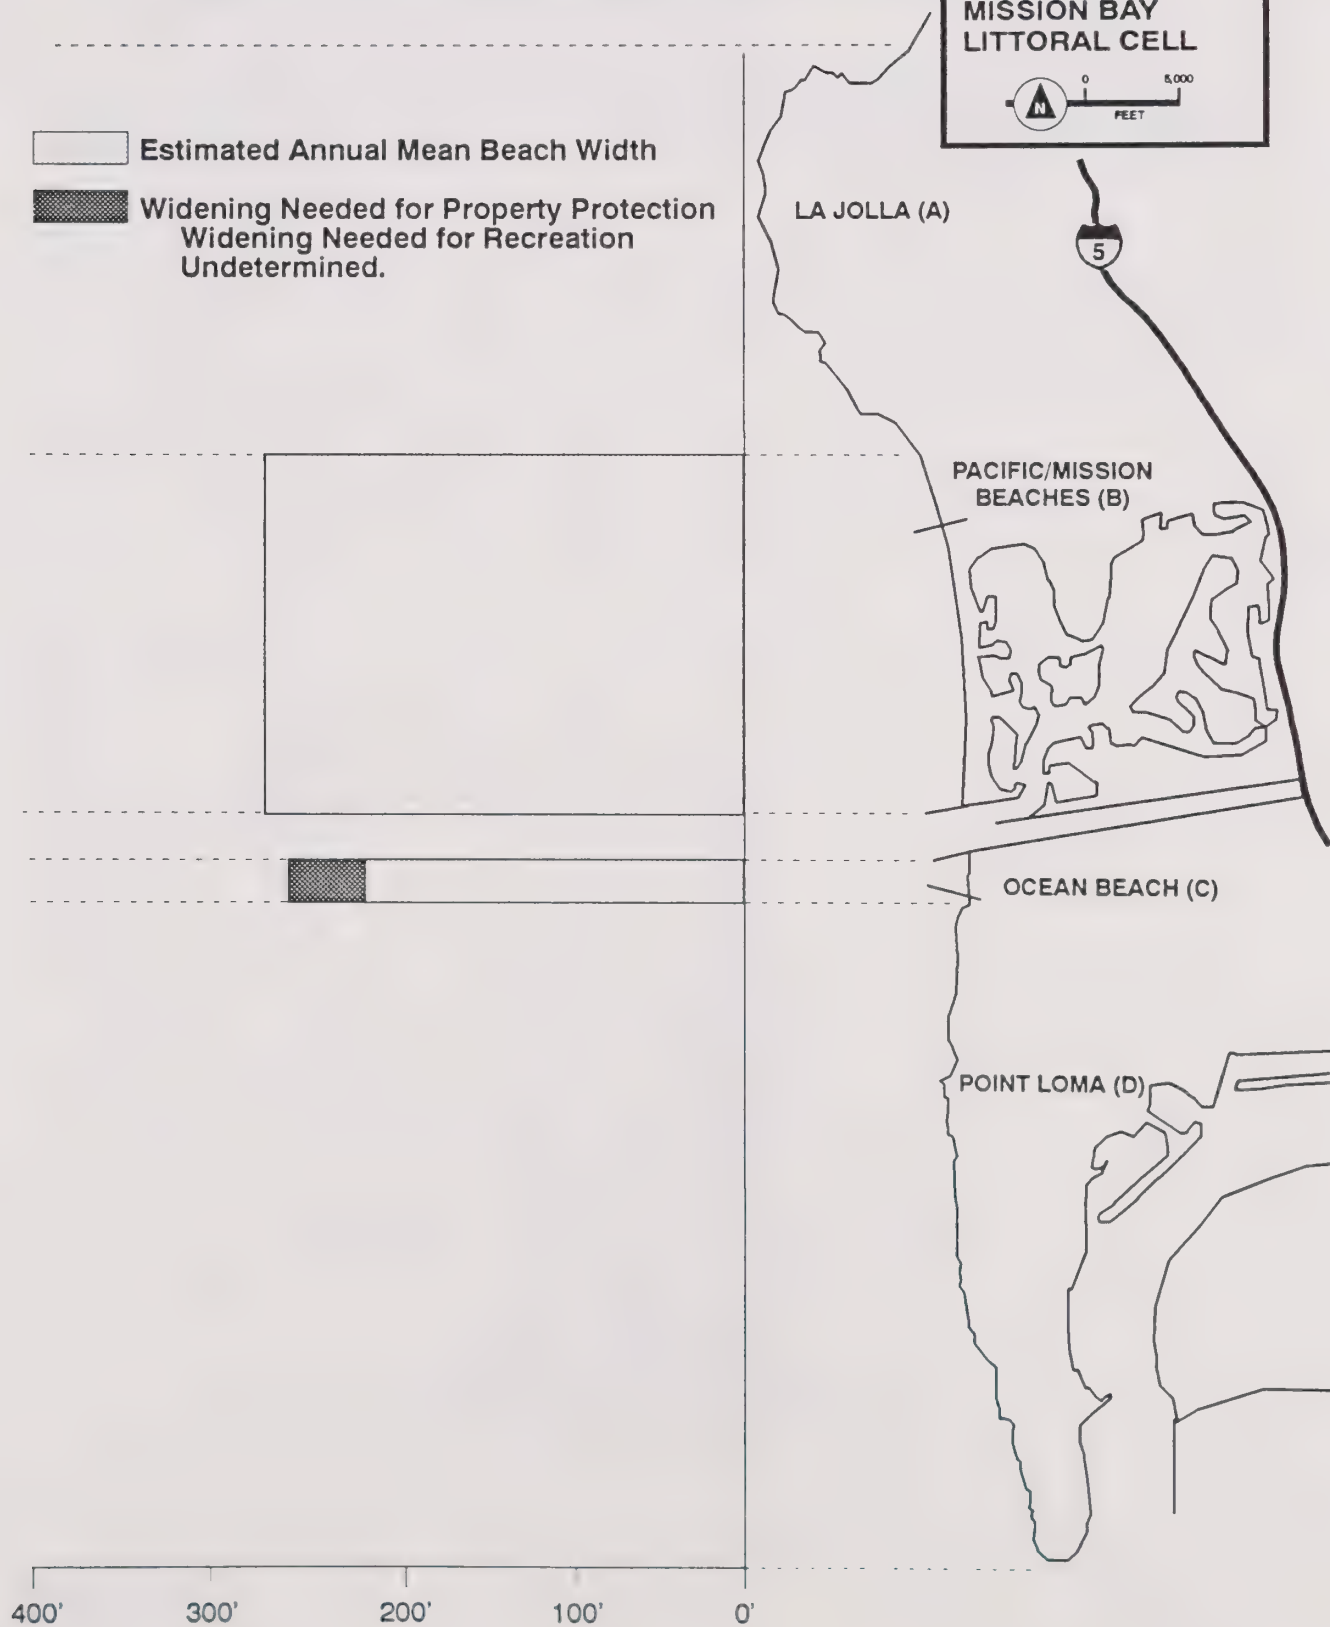 MISSION BAY
LITTORAL CELL
0 5,000
N
FEET
Estimated Annual Mean Beach Width
Widening Needed for Property Protection
Widening Needed for Recreation
Undetermined.
LA JOLLA (A)
5
PACIFIC/MISSION
BEACHES (B)
OCEAN BEACH (C)
POINT LOMA (D)
400' 300' 200' 100' 0'